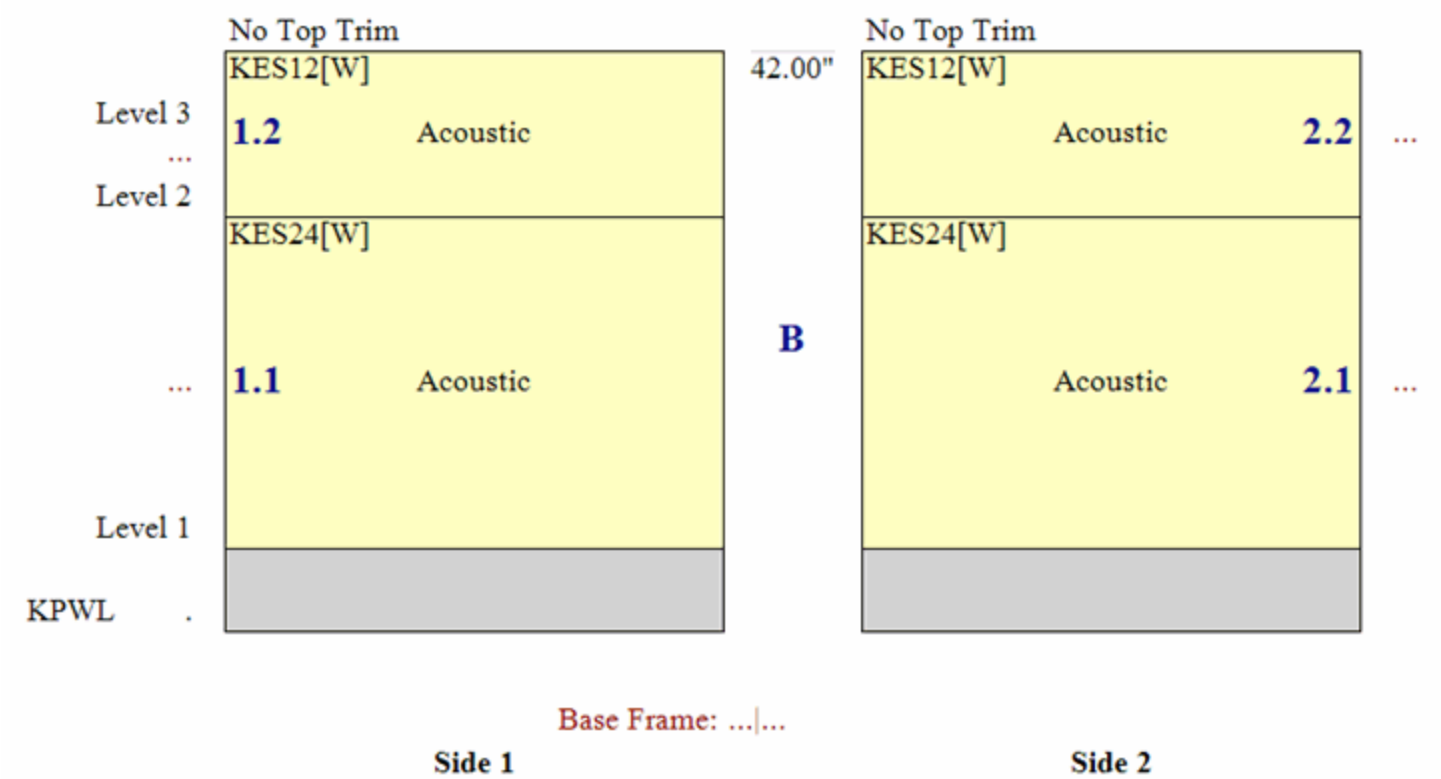 No Top Trim
No Top Trim
KES12[W]
42.00"
KES12[W]
Level 3
1.2
Acoustic
Acoustic
2.2
...
...
Level 2
KES24[W]
KES24[W]
B
...
1.1
Acoustic
Acoustic
2.1
...
Level 1
KPWL .
Base Frame: ...|...
Side 1
Side 2